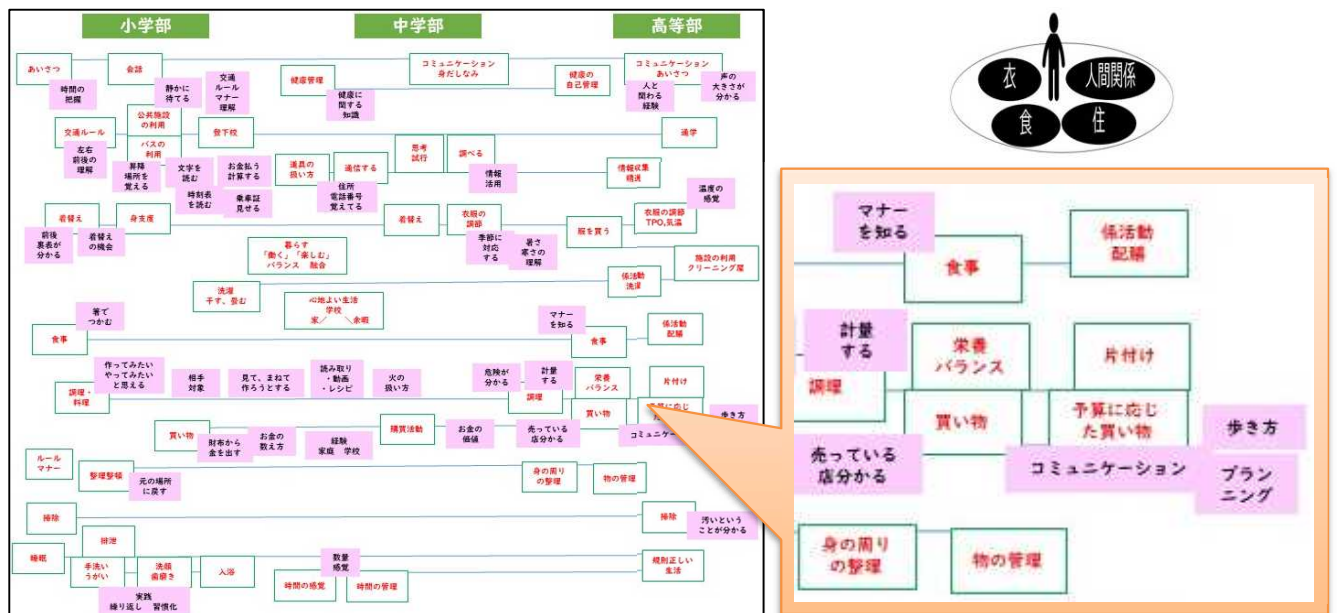 小学部
中学部
高等部
あいさつ
会話
健康管理
コミュニケーション
身だしなみ
健康の
自己管理
コミュニケーション
あいさつ
時間の
把握
静かに
待てる
交通
ルール
マナー
理解
健康に
関する
知識
人と
関わる
経験
声の
大きさが
分かる
交通ルール
公共施設
の利用
バスの
利用
登下校
通学
左右
前後の
理解
昇降
場所を
覚える
文字を
読む
お金払う
計算する
時刻表
を読む
乗車証
見せる
道具の
扱い方
通信する
思考
試行
調べる
情報収集
住所
電話番号
覚えてる
情報
活用
温度の
感覚
着替え
身支度
着替え
衣服の
調節
服を買う
衣服の調節
TPO,気温
前後
裏表が
分かる
着替え
の機会
季節に
対応
する
暑さ
寒さの
理解
暮らす
「働く」「楽しむ」
バランス 融合
施設の利用
クリーニング屋
洗濯
干す、畳む
係活動
洗濯
心地よい生活
学校
家/ \余暇
箸で
つかむ
マナー
を知る
食事
食事
係活動
配膳
作ってみたい
やってみたい
と思える
相手
対象
見て、まねて
作ろうとする
読み取り
・動画
・レシピ
火の
扱い方
危険が
分かる
計量
する
栄養
バランス
片付け
調理・
料理
調理
買い物
予算に応じ
歩き方
買い物
財布から
金を出す
お金の
数え方
経験
家庭 学校
購買活動
お金の
価値
売っている
店分かる
コミュニケー
ルール
マナー
整理整頓
元の場所
に戻す
身の周り
の整理
物の管理
掃除
掃除
汚いという
ことが分かる
睡眠
排泄
手洗い
うがい
洗顔
歯磨き
入浴
数量
感覚
時間の感覚
時間の管理
規則正しい
生活
実践
繰り返し 習慣化
衣
人間関係
食
住
マナー
を知る
食事
係活動
配膳
計量
する
調理
栄養
バランス
片付け
買い物
予算に応じ
た買い物
歩き方
売っている
店分かる
コミュニケーション
プラン
ニング
身の周り
の整理
物の管理